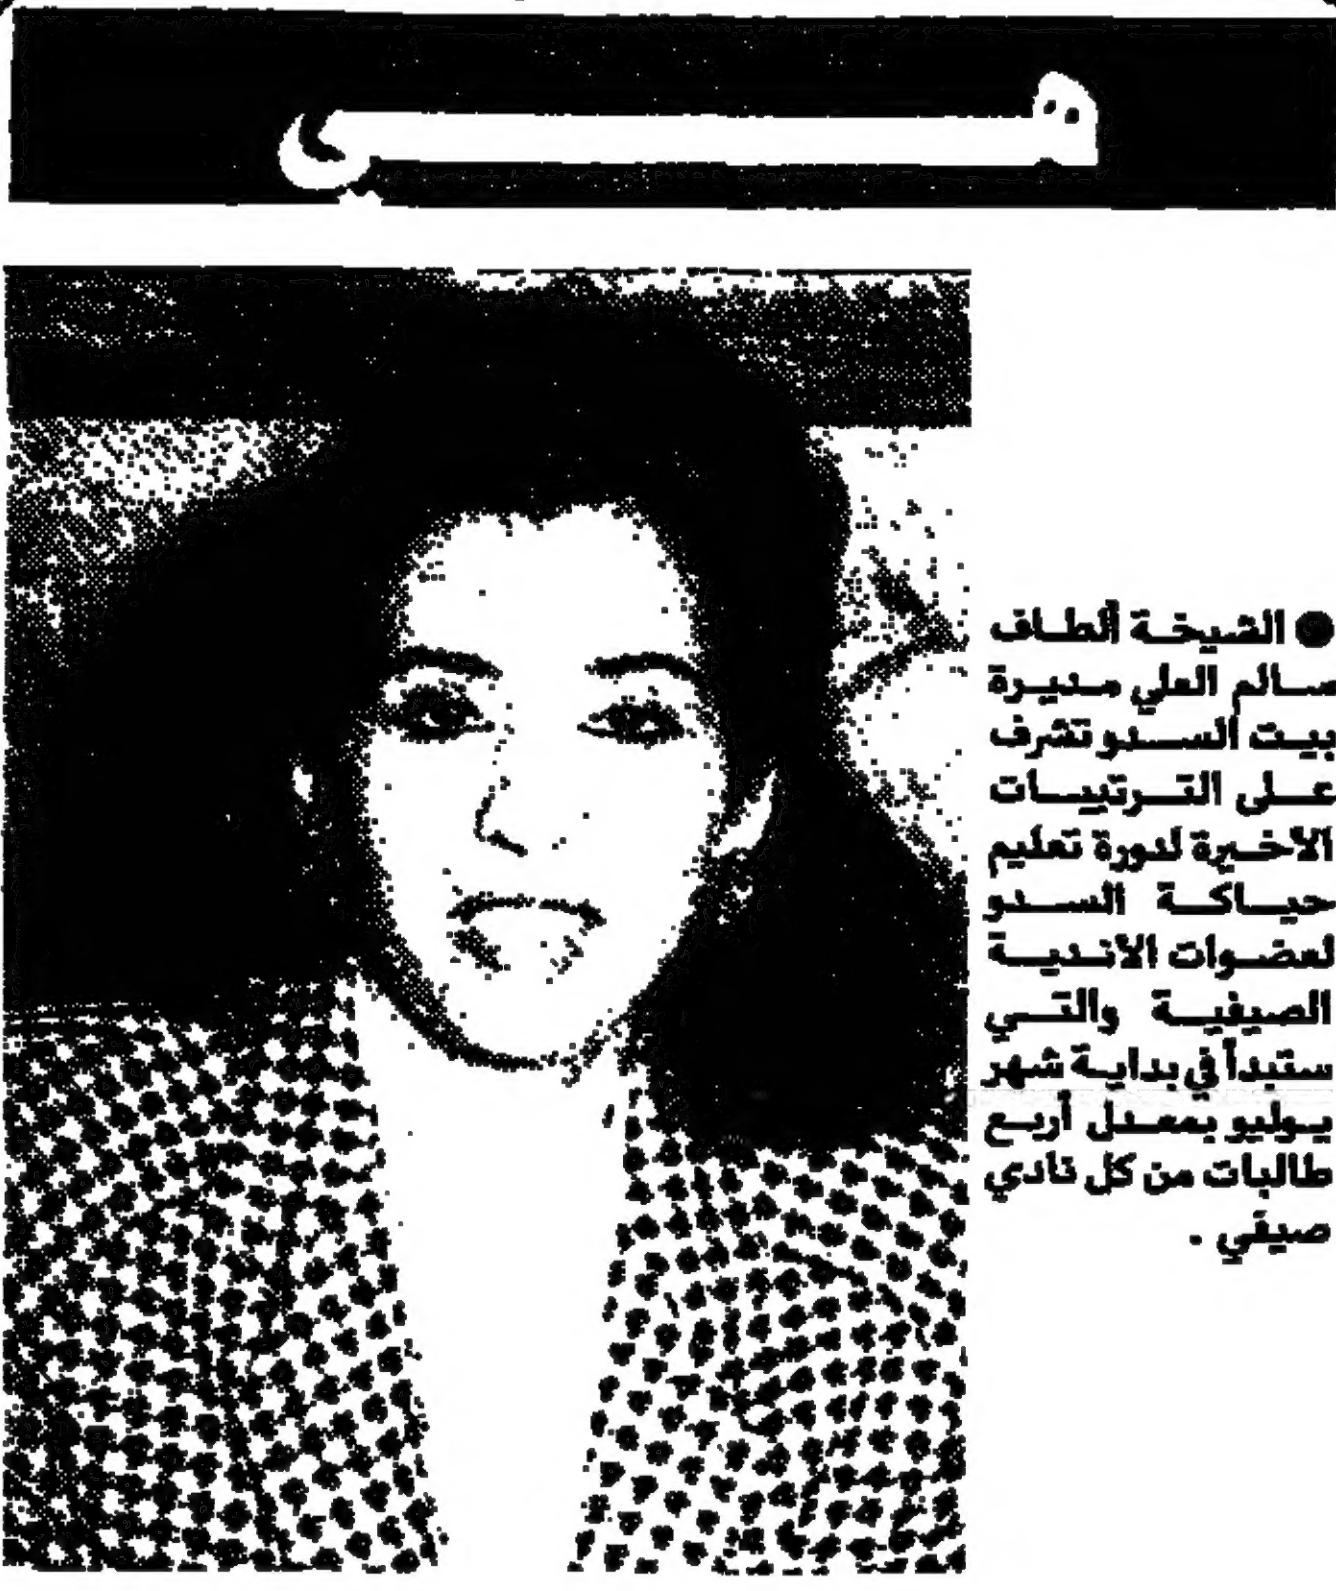 هي
● الشيخة ألطاف
سالم العلي مديرة
بيت السدو تشرف
على الترتيبات
الأخيرة لدورة تعليم
حياكة السدو
لعضوات الاندية
الصيفية والتي
ستبدأ في بداية شهر
يوليو بمعدل أربع
طالبات من كل نادي
صيفي .